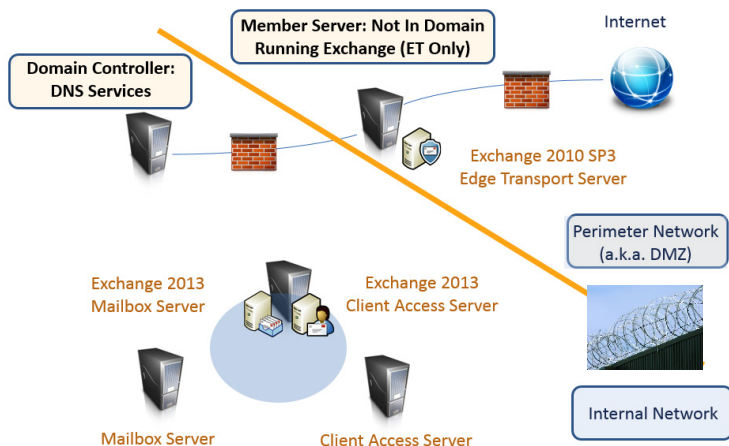 Internet
Member Server: Not In Domain
Running Exchange (ET Only)
Domain Controller:
DNS Services
Exchange 2010 SP3
Edge Transport Server
Perimeter Network
(a.k.a. DMZ)
Exchange 2013
Mailbox Server
Exchange 2013
Client Access Server
Internal Network
Mailbox Server
Client Access Server